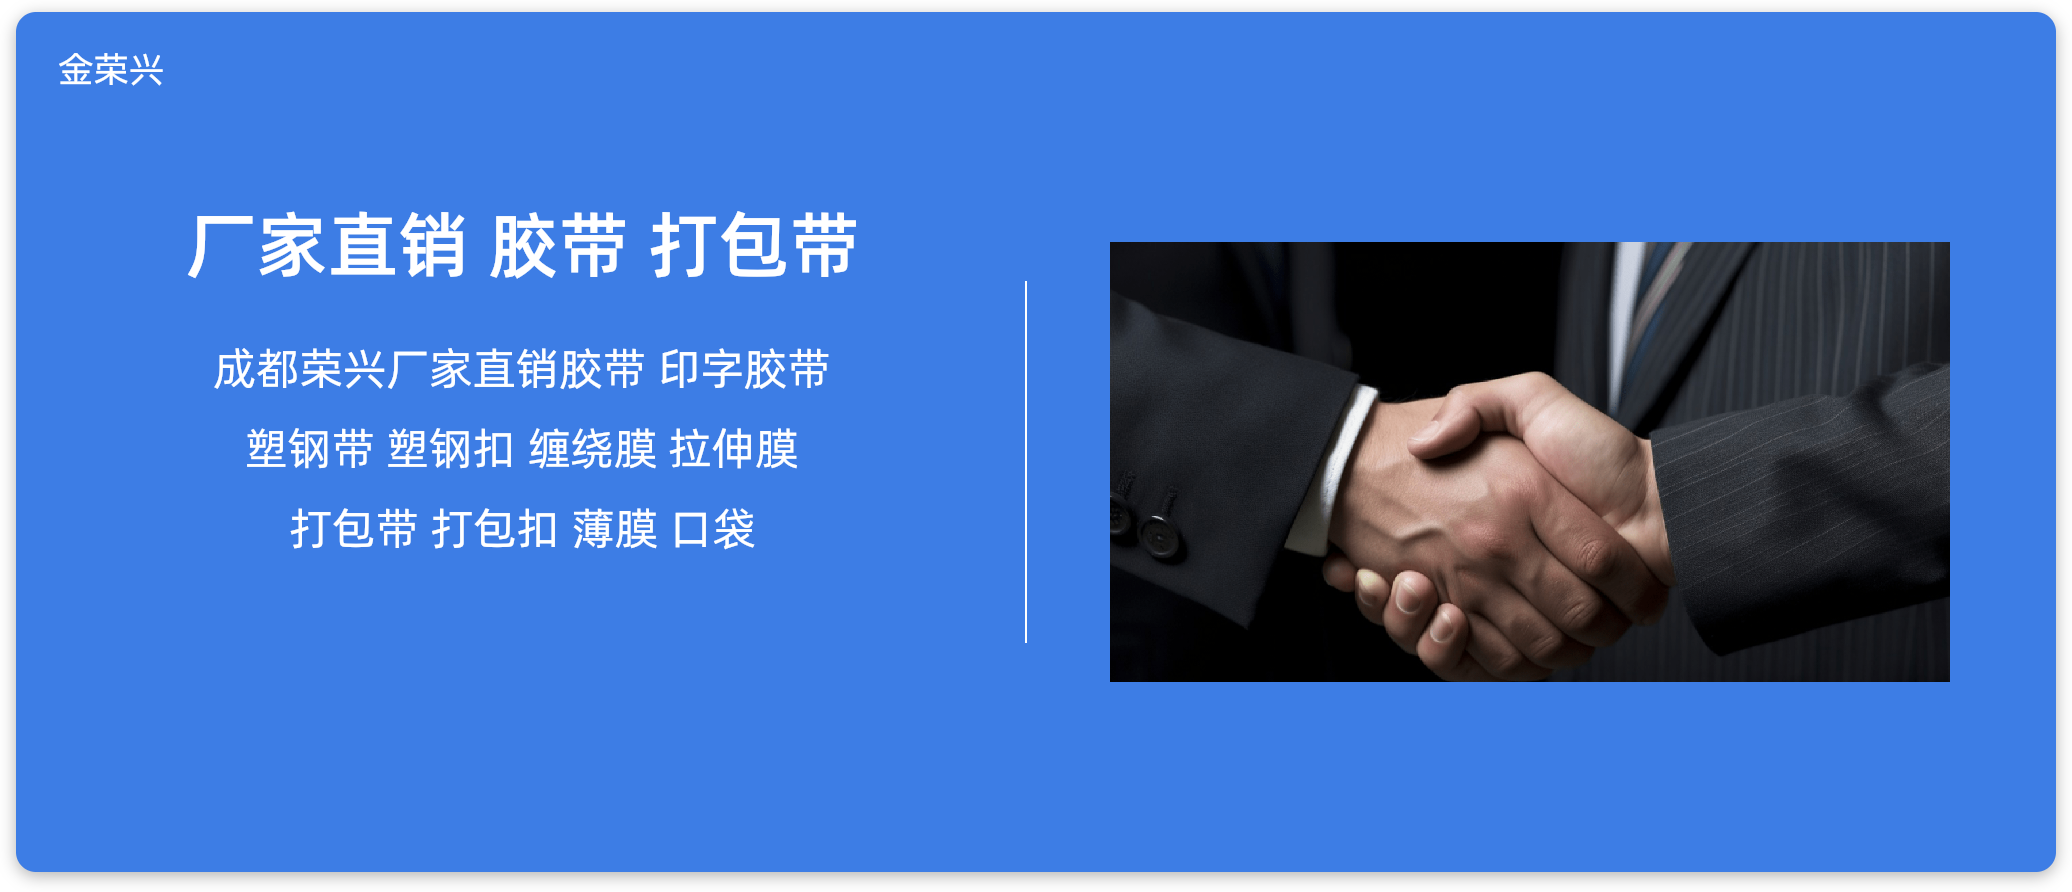 金荣兴
厂家直销 胶带 打包带
成都荣兴厂家直销胶带 印字胶带
塑钢带 塑钢扣 缠绕膜 拉伸膜
打包带 打包扣 薄膜 口袋